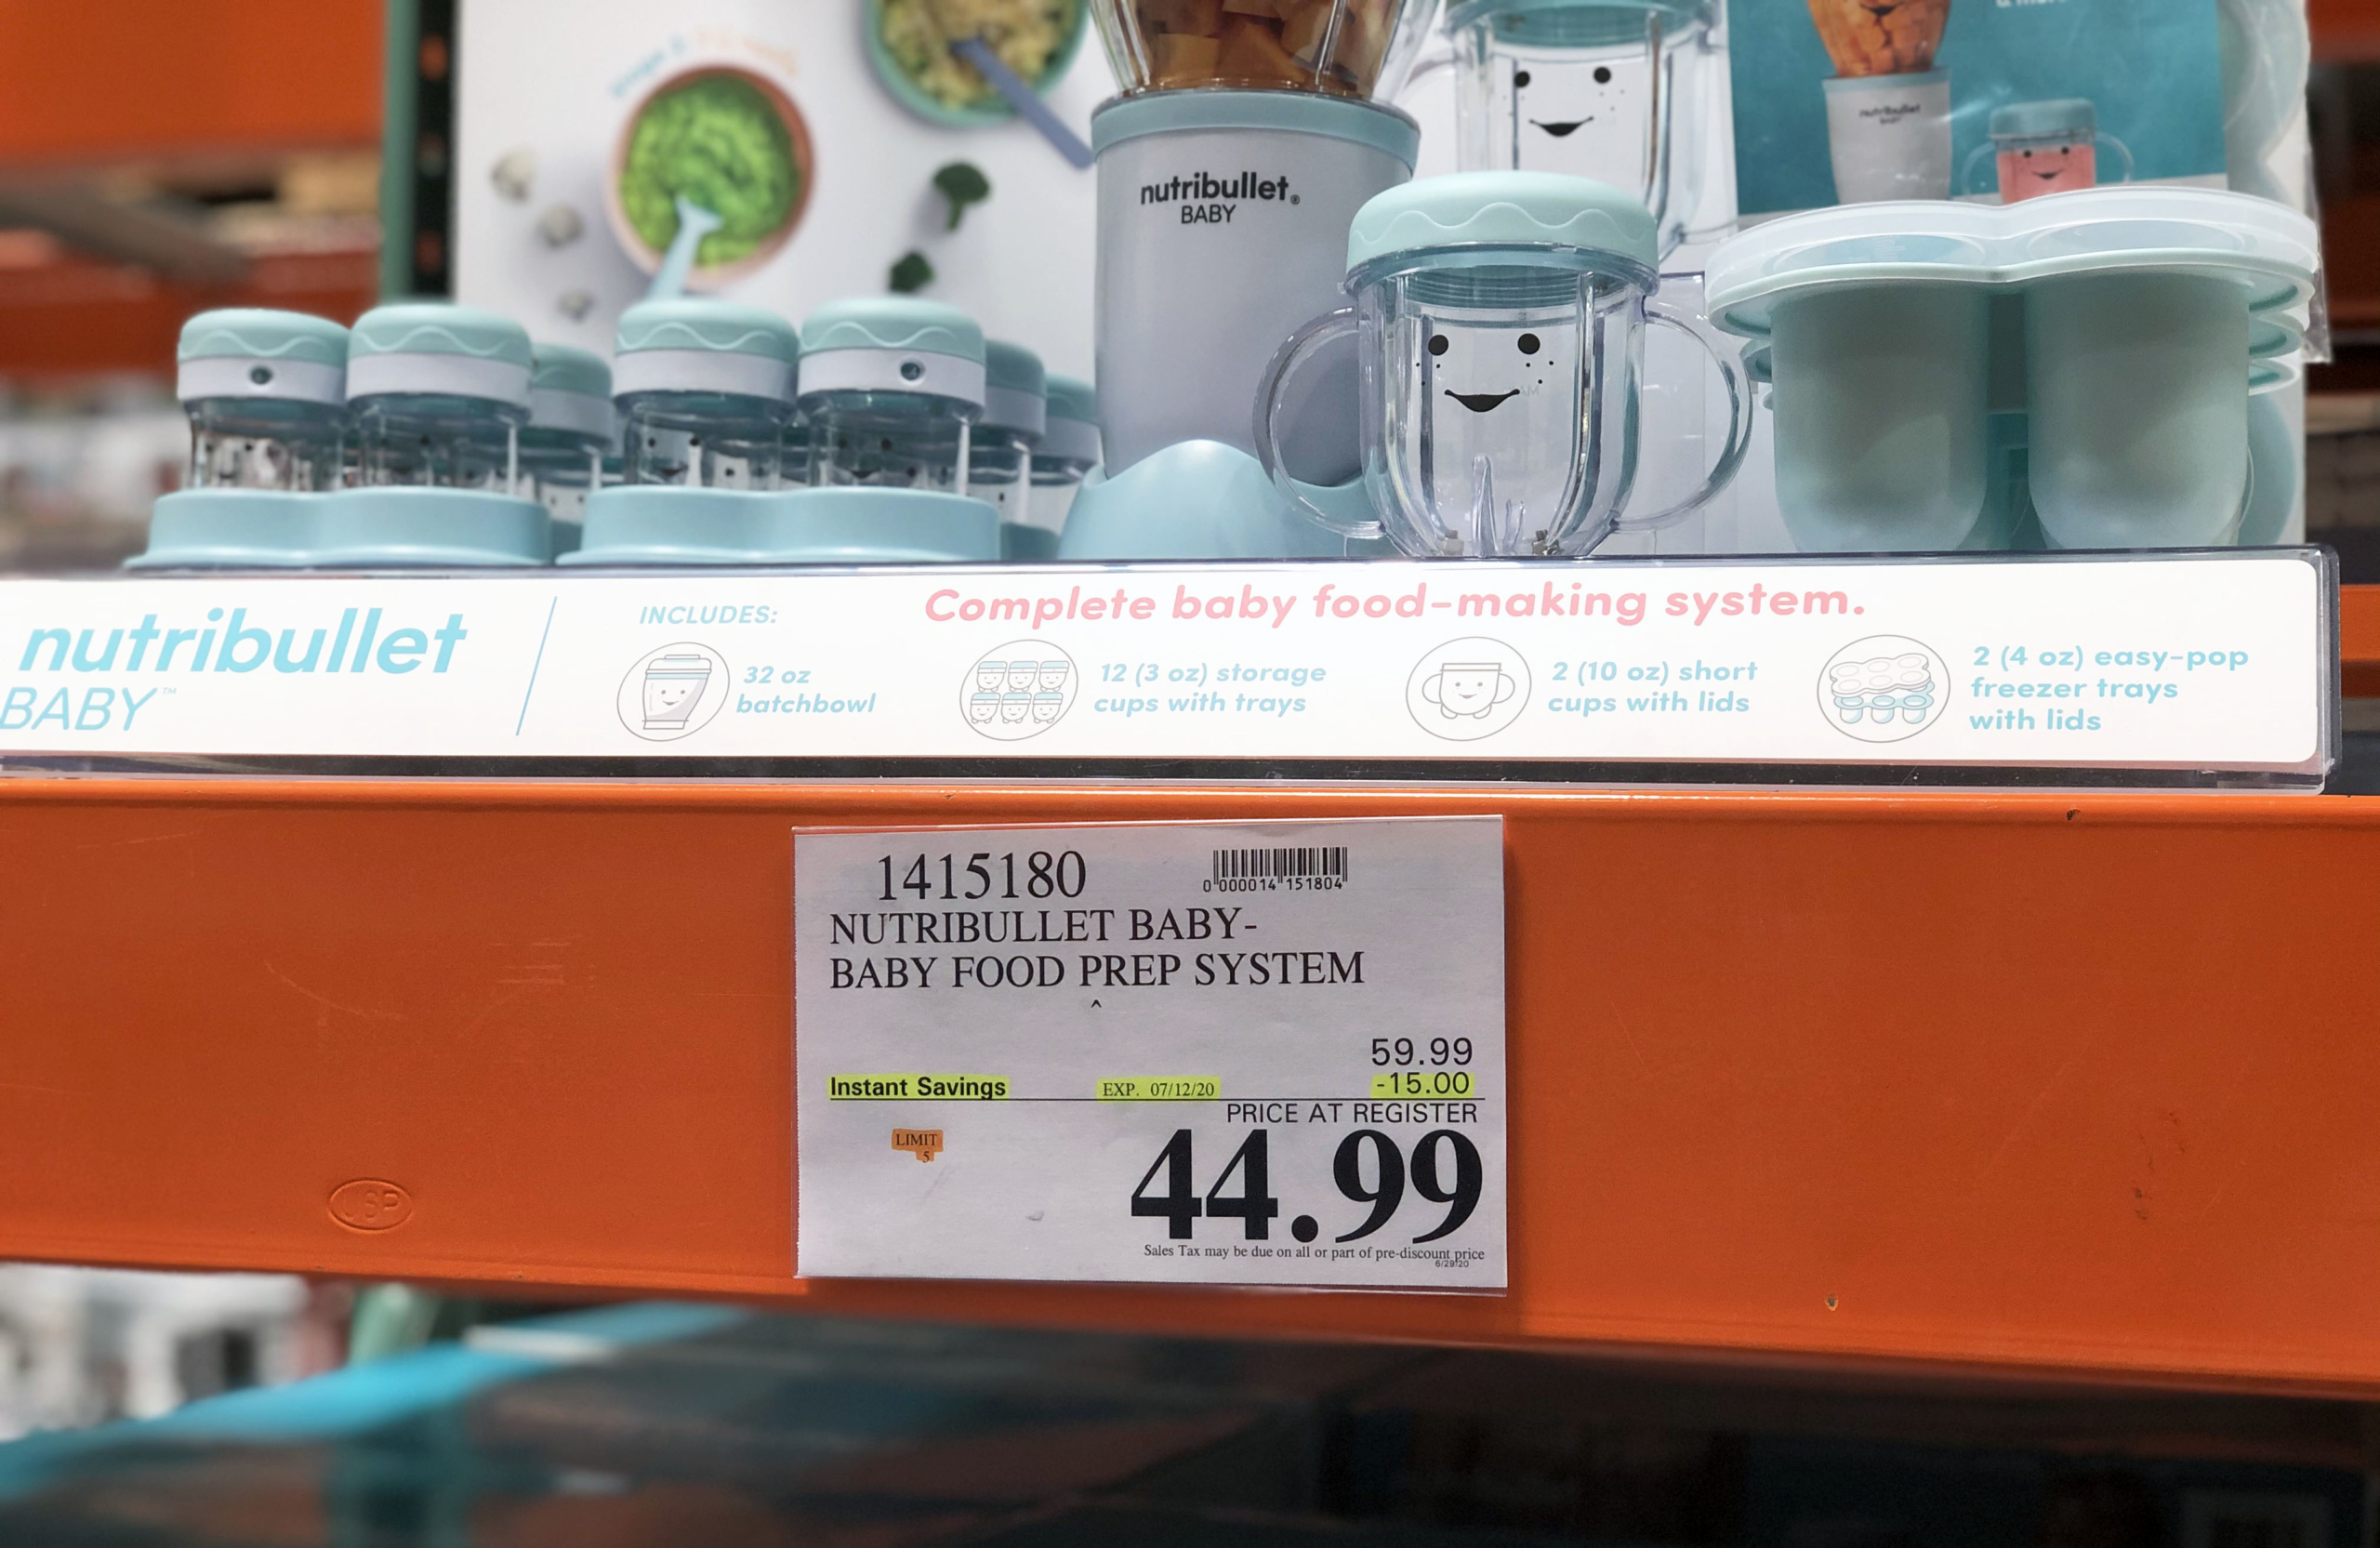 nutribullet®
BABY
nutribullet
BABY
nutribullet
BABY™
INCLUDES:
Complete baby food-making system.
32 oz
batchbowl
12 (3 oz) storage
cups with trays
2 (10 oz) short
cups with lids
2 (4 oz) easy-pop
freezer trays
with lids
1415180
0 000014 151804
NUTRIBULLET BABY-
BABY FOOD PREP SYSTEM
^
59.99
Instant Savings EXP. 07/12/20 -15.00
PRICE AT REGISTER
LIMIT
5
44.99
Sales Tax may be due on all or part of pre-discount price